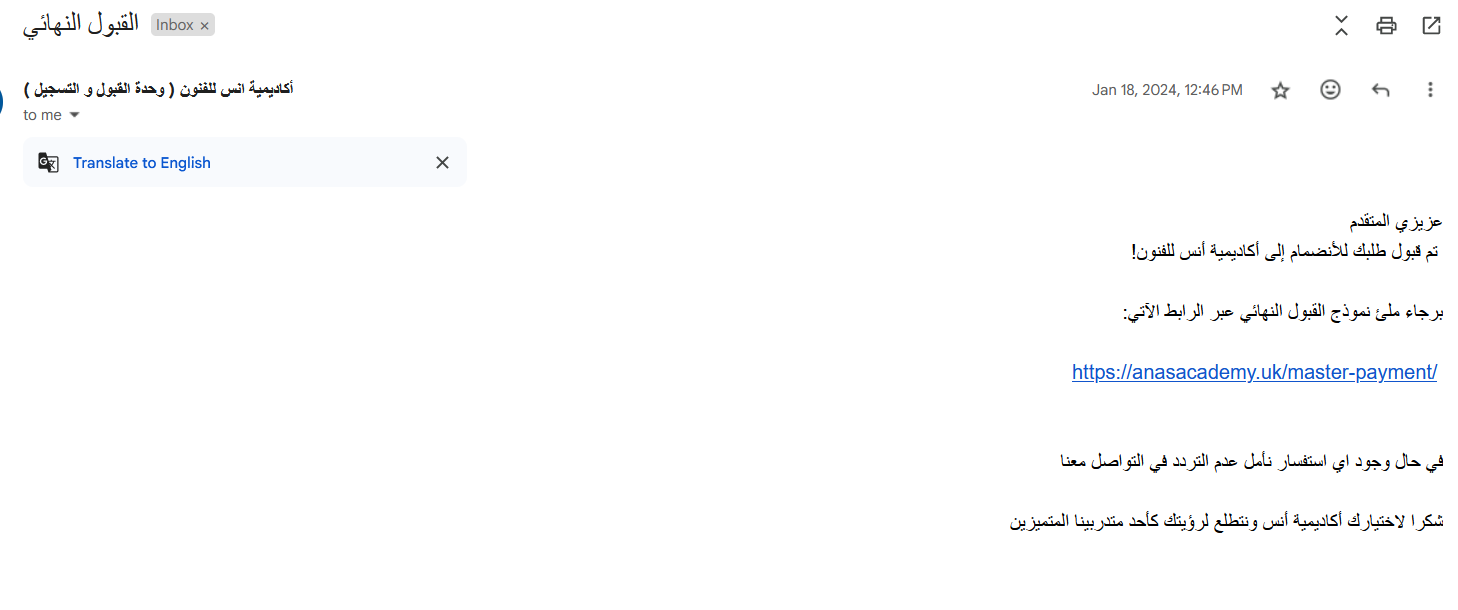 القبول النهائي Inbox ×
أكاديمية انس للفنون ( وحدة القبول و التسجيل )
Jan 18, 2024, 12:46 PM
to me
Translate to English
عزيزي المتقدم
تم قبول طلبك للأنضمام إلى أكاديمية أنس للفنون!
برجاء ملئ نموذج القبول النهائي عبر الرابط الآتي:
https://anasacademy.uk/master-payment/
في حال وجود اي استفسار نأمل عدم التردد في التواصل معنا
شكرا لاختيارك أكاديمية أنس ونتطلع لرؤيتك كأحد متدربينا المتميزين